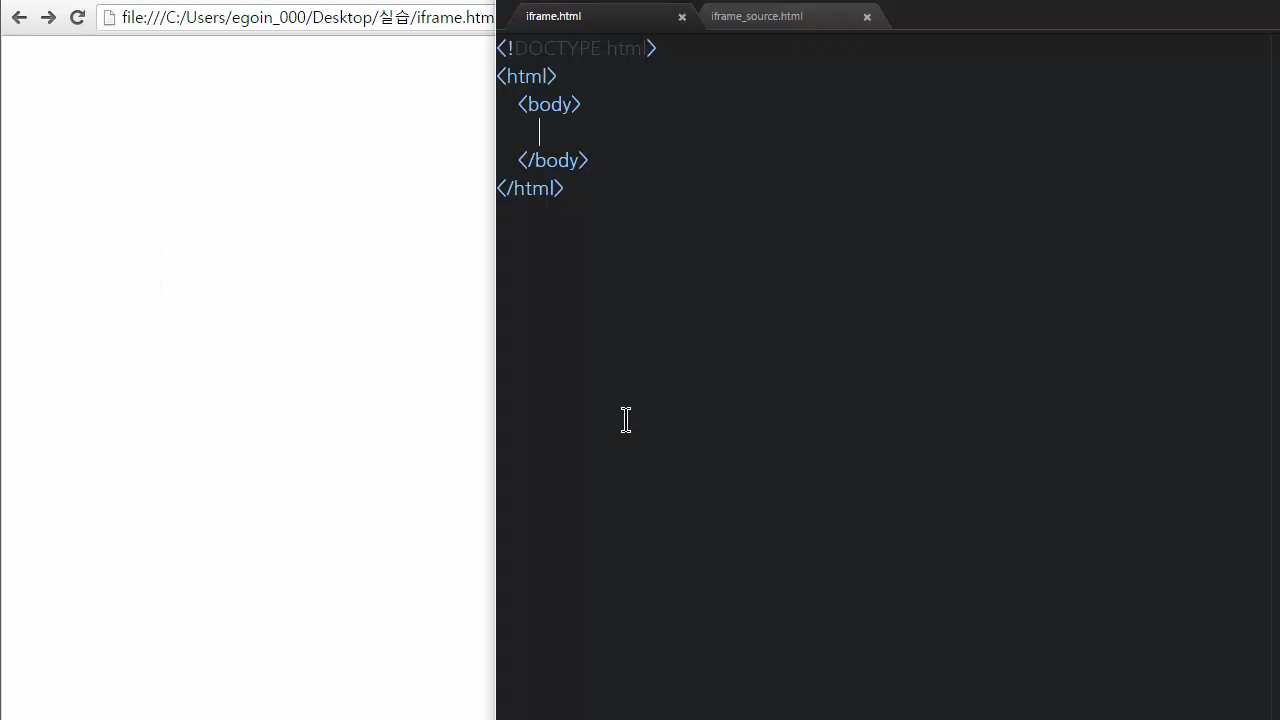 file:///C:/Users/egoin_000/Desktop/실습/iframe.htm
iframe.html
iframe_source.html
<!DOCTYPE html>
<html>
<body>
</body>
</html>